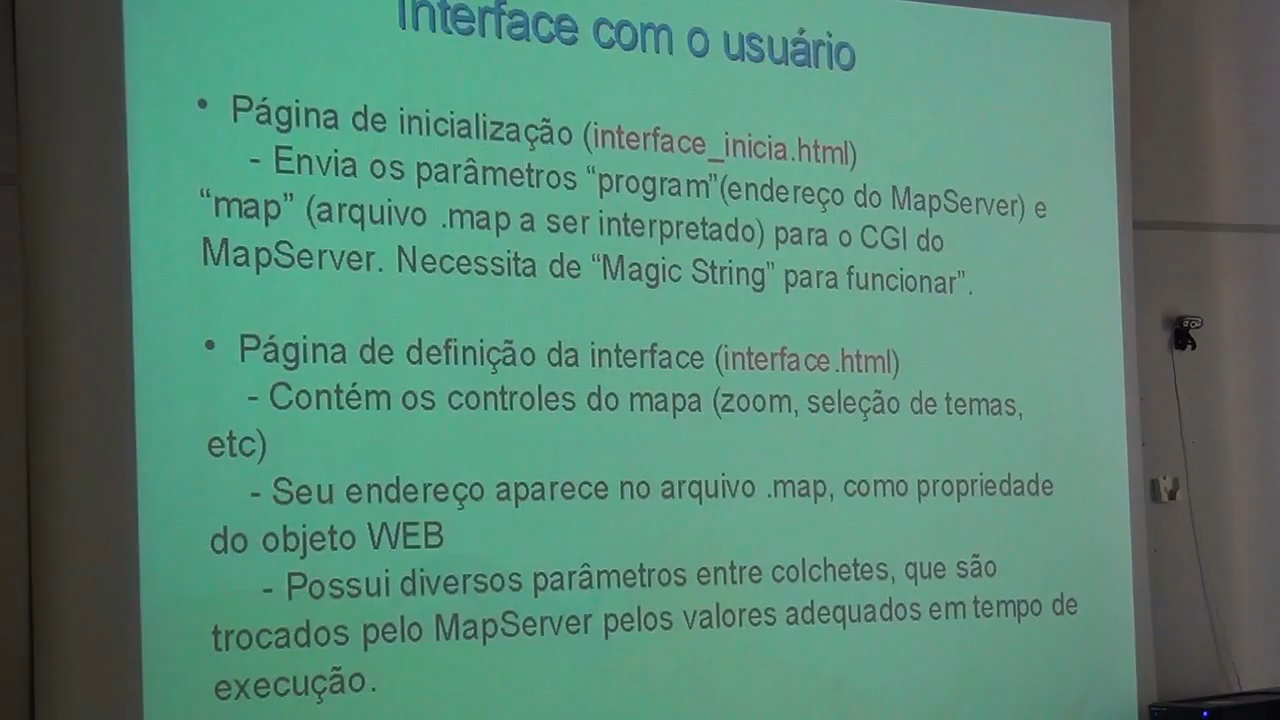 Interface com o usuário
• Página de inicialização (interface_inicia.html)
- Envia os parâmetros “program”(endereço do MapServer) e
“map” (arquivo .map a ser interpretado) para o CGI do
MapServer. Necessita de “Magic String” para funcionar”.
• Página de definição da interface (interface.html)
- Contém os controles do mapa (zoom, seleção de temas,
etc)
- Seu endereço aparece no arquivo .map, como propriedade
do objeto WEB
- Possui diversos parâmetros entre colchetes, que são
trocados pelo MapServer pelos valores adequados em tempo de
execução.